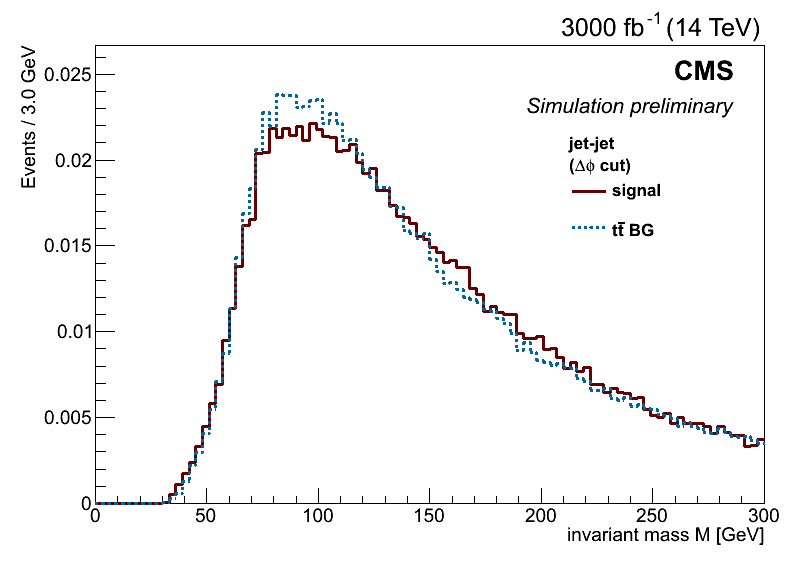 3000 fb⁻¹ (14 TeV)
CMS
Simulation preliminary
jet-jet
(Δϕ cut)
signal
tt̄ BG
Events / 3.0 GeV
0.025
0.02
0.015
0.01
0.005
0
0 50 100 150 200 250 300
invariant mass M [GeV]